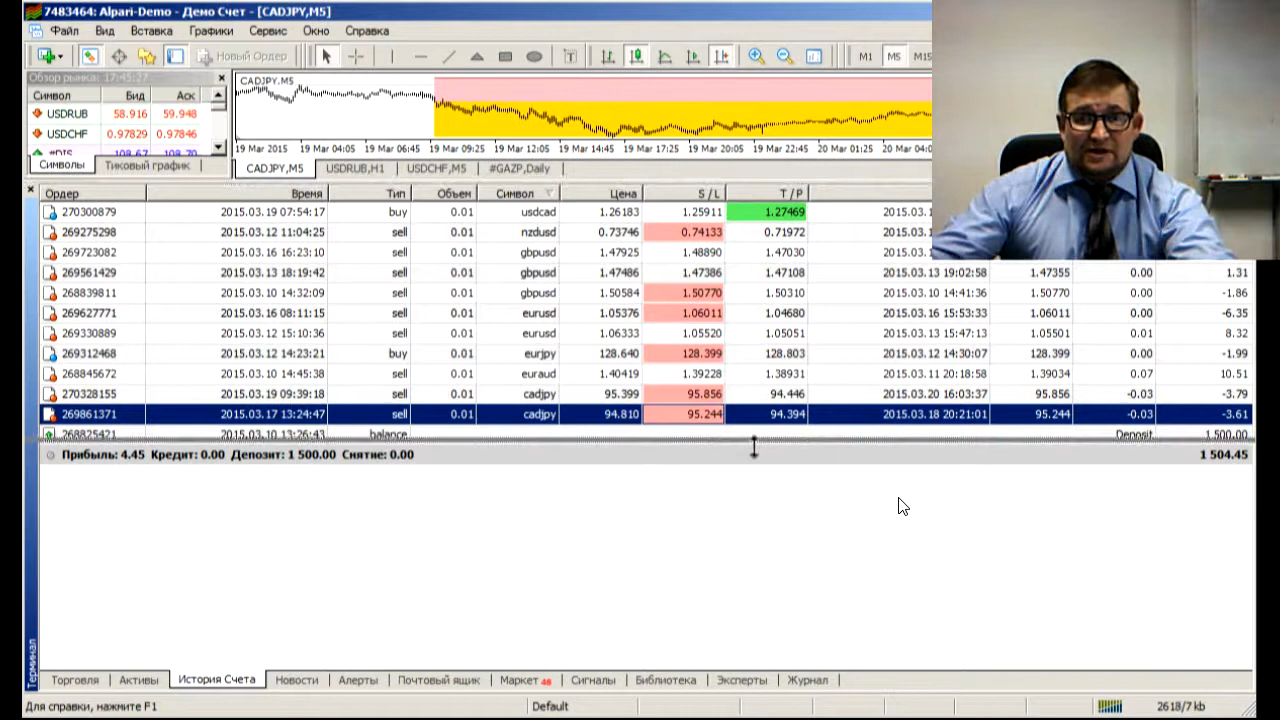 7483464: Alpari-Demo - Демо Счет - [CADJPY,M5]
Файл Вид Вставка Графики Сервис Окно Справка
Новый Ордер M1 M5 M15
Обзор рынка: 17:45:27
CADJPY,M5
Символ Бид Аск
USDRUB 58.916 59.948
USDCHF 0.97829 0.97846
#DIS 108.67 108.70
19 Mar 2015 19 Mar 04:05 19 Mar 06:45 19 Mar 09:25 19 Mar 12:05 19 Mar 14:45 19 Mar 17:25 19 Mar 20:05 19 Mar 22:45 20 Mar 01:25 20 Mar 04:0
Символы Тиковый график
CADJPY,M5 USDRUB,H1 USDCHF,M5 #GAZP,Daily
Ордер Время Тип Объем Символ Цена S / L T / P
270300879 2015.03.19 07:54:17 buy 0.01 usdcad 1.26183 1.25911 1.27469 2015.03.
269275298 2015.03.12 11:04:25 sell 0.01 nzdusd 0.73746 0.74133 0.71972 2015.03.
269723082 2015.03.16 16:23:10 sell 0.01 gbpusd 1.47925 1.48890 1.47030 2015.03.
269561429 2015.03.13 18:19:42 sell 0.01 gbpusd 1.47486 1.47386 1.47108 2015.03.13 19:02:58 1.47355 0.00 1.31
268839811 2015.03.10 14:32:09 sell 0.01 gbpusd 1.50584 1.50770 1.50310 2015.03.10 14:41:36 1.50770 0.00 -1.86
269627771 2015.03.16 08:11:15 sell 0.01 eurusd 1.05376 1.06011 1.04680 2015.03.16 15:53:33 1.06011 0.00 -6.35
269330889 2015.03.12 15:10:36 sell 0.01 eurusd 1.06333 1.05520 1.05051 2015.03.13 15:47:13 1.05501 0.01 8.32
269312468 2015.03.12 14:23:21 buy 0.01 eurjpy 128.640 128.399 128.803 2015.03.12 14:30:07 128.399 0.00 -1.99
268845672 2015.03.10 14:45:38 sell 0.01 euraud 1.40419 1.39228 1.38931 2015.03.11 20:18:58 1.39034 0.07 10.51
270328155 2015.03.19 09:39:18 sell 0.01 cadjpy 95.399 95.856 94.446 2015.03.20 16:03:37 95.856 -0.03 -3.79
269861371 2015.03.17 13:24:47 sell 0.01 cadjpy 94.810 95.244 94.394 2015.03.18 20:21:01 95.244 -0.03 -3.61
268825421 2015.03.10 13:26:43 balance Deposit 1 500.00
Прибыль: 4.45 Кредит: 0.00 Депозит: 1 500.00 Снятие: 0.00 1 504.45
Терминал
Торговля Активы История Счета Новости Алерты Почтовый ящик Маркет 46 Сигналы Библиотека Эксперты Журнал
Для справки, нажмите F1 Default 2618/7 kb